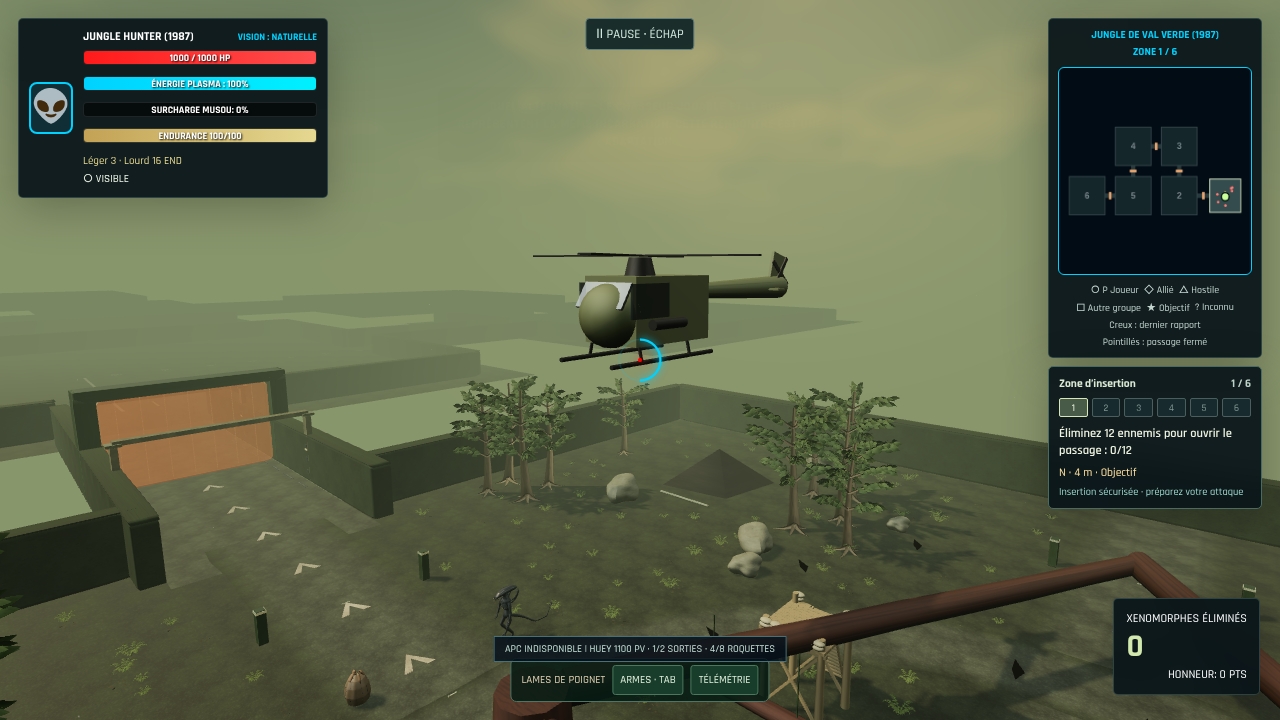 JUNGLE HUNTER (1987)
VISION : NATURELLE
1000 / 1000 HP
ÉNERGIE PLASMA : 100%
SURCHARGE MUSOU: 0%
ENDURANCE 100/100
Léger 3 · Lourd 16 END
VISIBLE
PAUSE · ÉCHAP
JUNGLE DE VAL VERDE (1987)
ZONE 1 / 6
4
3
6
5
2
P Joueur
Allié
Hostile
Autre groupe
Objectif
? Inconnu
Creux : dernier rapport
Pointillés : passage fermé
Zone d'insertion
1 / 6
1
2
3
4
5
6
Éliminez 12 ennemis pour ouvrir le
passage : 0/12
N · 4 m · Objectif
Insertion sécurisée · préparez votre attaque
APC INDISPONIBLE | HUEY 1100 PV · 1/2 SORTIES · 4/8 ROQUETTES
LAMES DE POIGNET
ARMES · TAB
TÉLÉMÉTRIE
XENOMORPHES ÉLIMINÉS
0
HONNEUR: 0 PTS